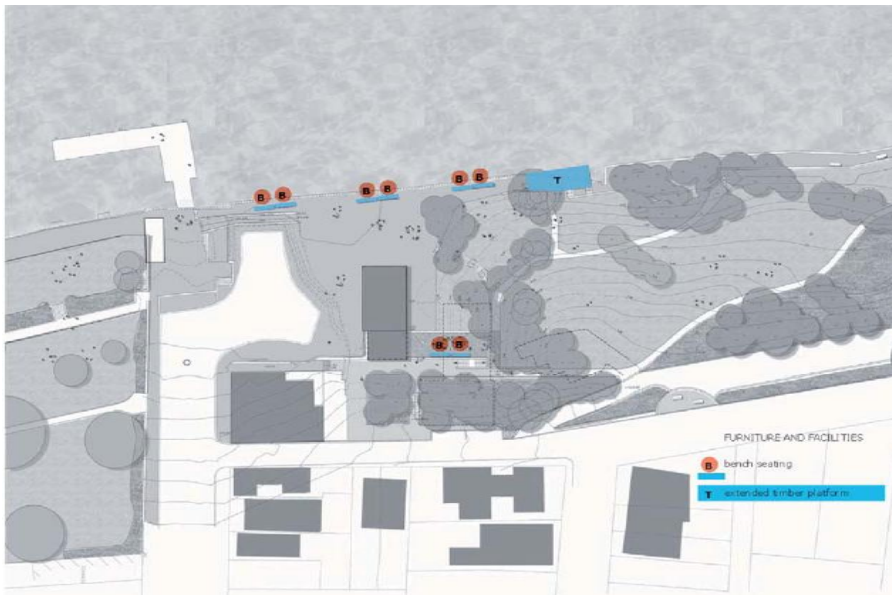 B B
B B
B B
T
B B
C
FURNITURE AND FACILITIES
B bench seating
T extended timber platform